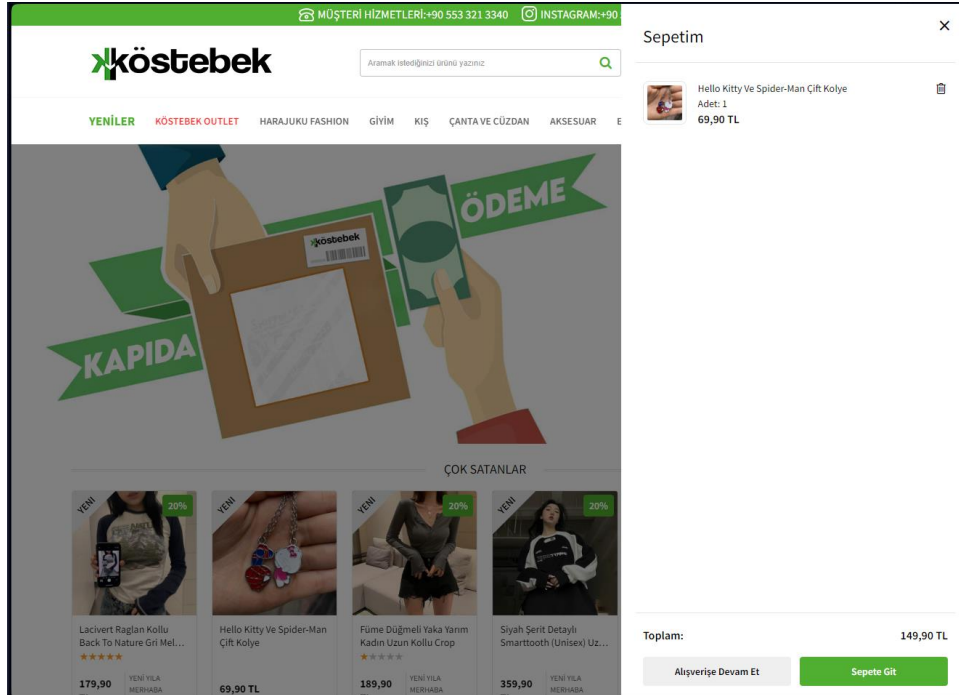 MÜŞTERİ HİZMETLERİ:+90 553 321 3340 INSTAGRAM:+90
köstebek
Aramak istediğinizi ürünü yazınız
YENİLER KÖSTEBEK OUTLET HARAJUKU FASHION GİYİM KIŞ ÇANTA VE CÜZDAN AKSESUAR
KAPIDA
ÖDEME
köstebek
ÇOK SATANLAR
YENI 20%
YENI
YENI 20%
YENI 20%
Lacivert Raglan Kollu
Back To Nature Gri Mel...
179,90
YENİ YILA
MERHABA
Hello Kitty Ve Spider-Man
Çift Kolye
69,90 TL
Füme Düğmeli Yaka Yarım
Kadın Uzun Kollu Crop
189,90
YENİ YILA
MERHABA
Siyah Şerit Detaylı
Smarttooth (Unisex) Uz...
359,90
YENİ YILA
MERHABA
Sepetim
Hello Kitty Ve Spider-Man Çift Kolye
Adet: 1
69,90 TL
Toplam: 149,90 TL
Alışverişe Devam Et
Sepete Git